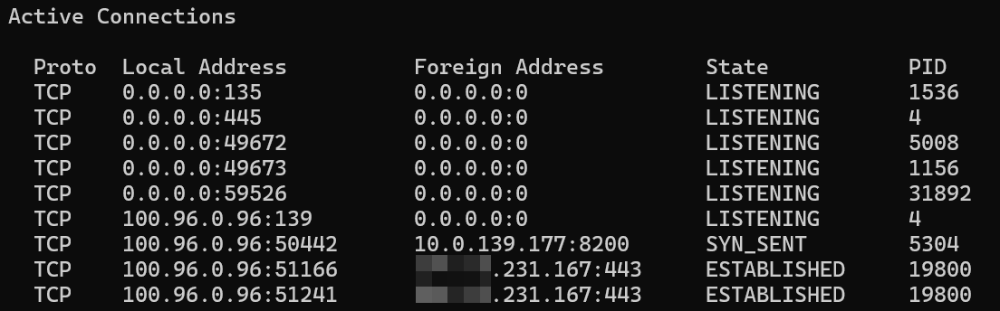 Active Connections
Proto  Local Address          Foreign Address        State           PID
TCP    0.0.0.0:135            0.0.0.0:0              LISTENING       1536
TCP    0.0.0.0:445            0.0.0.0:0              LISTENING       4
TCP    0.0.0.0:49672          0.0.0.0:0              LISTENING       5008
TCP    0.0.0.0:49673          0.0.0.0:0              LISTENING       1156
TCP    0.0.0.0:59526          0.0.0.0:0              LISTENING       31892
TCP    100.96.0.96:139        0.0.0.0:0              LISTENING       4
TCP    100.96.0.96:50442      10.0.139.177:8200      SYN_SENT        5304
TCP    100.96.0.96:51166      .231.167:443           ESTABLISHED     19800
TCP    100.96.0.96:51241      .231.167:443           ESTABLISHED     19800